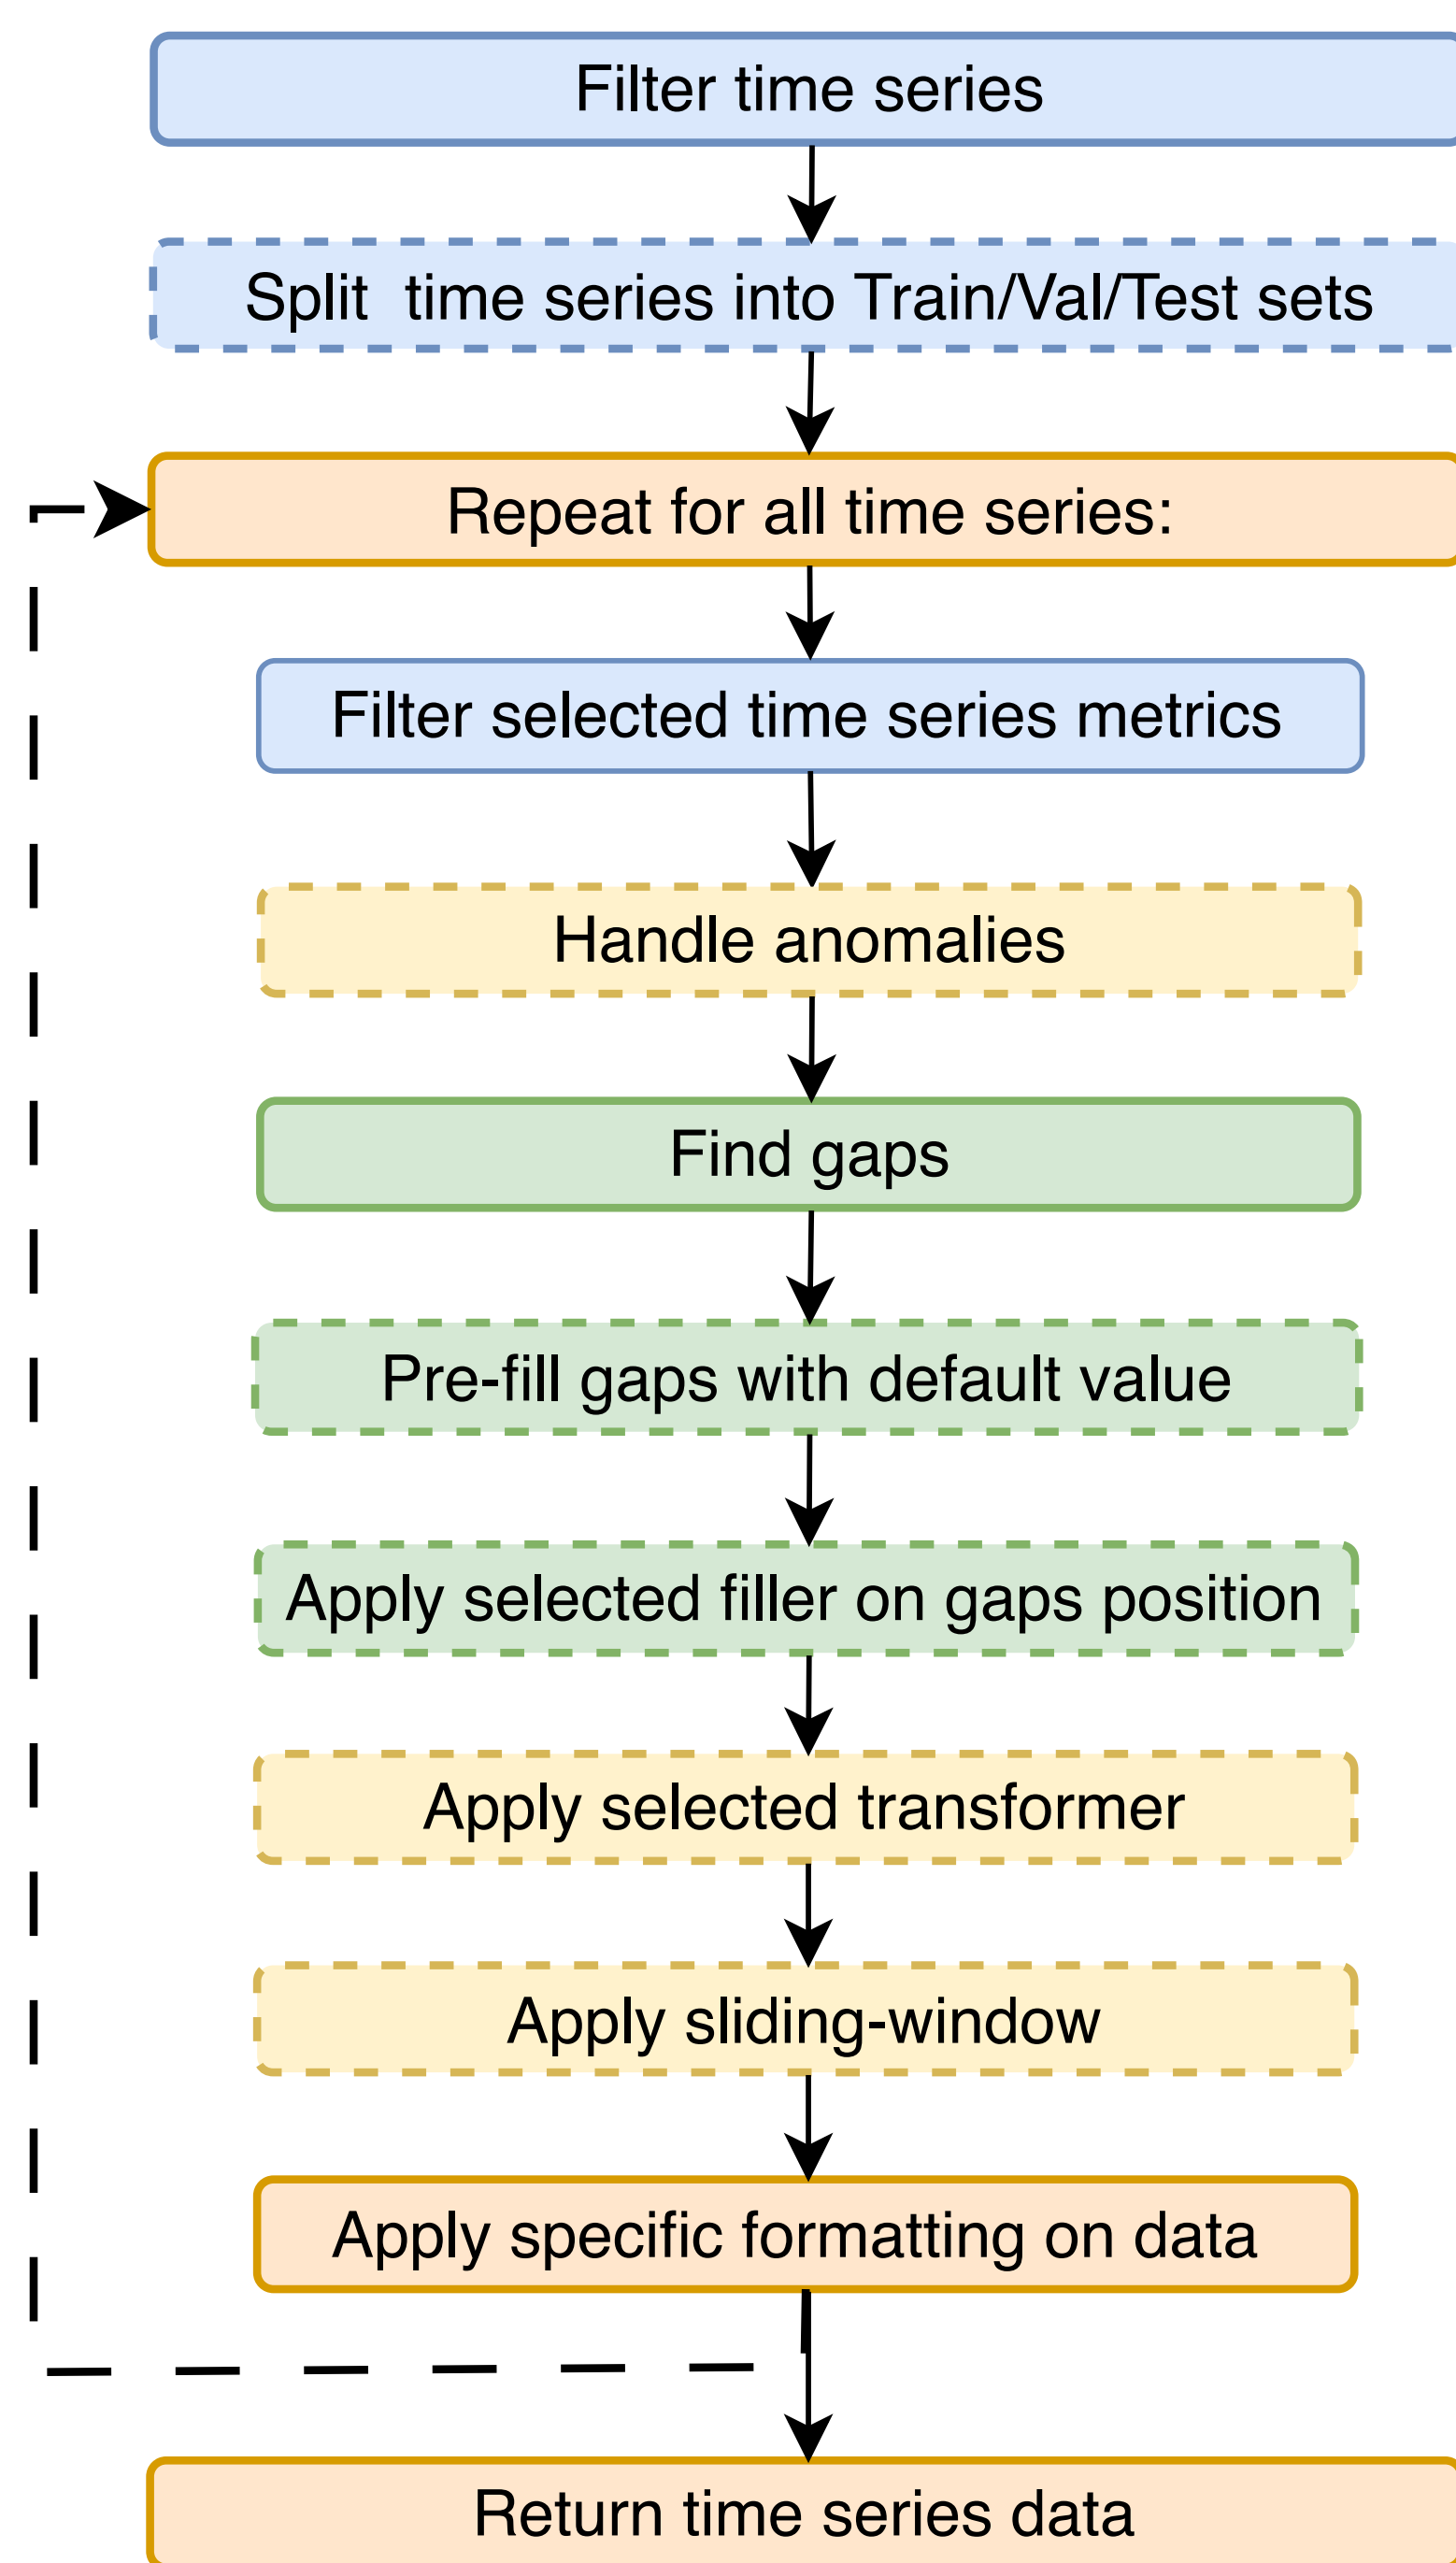 Filter time series
Split  time series into Train/Val/Test sets
Repeat for all time series:
Filter selected time series metrics
Handle anomalies
Find gaps
Pre-fill gaps with default value
Apply selected filler on gaps position
Apply selected transformer
Apply sliding-window
Apply specific formatting on data
Return time series data